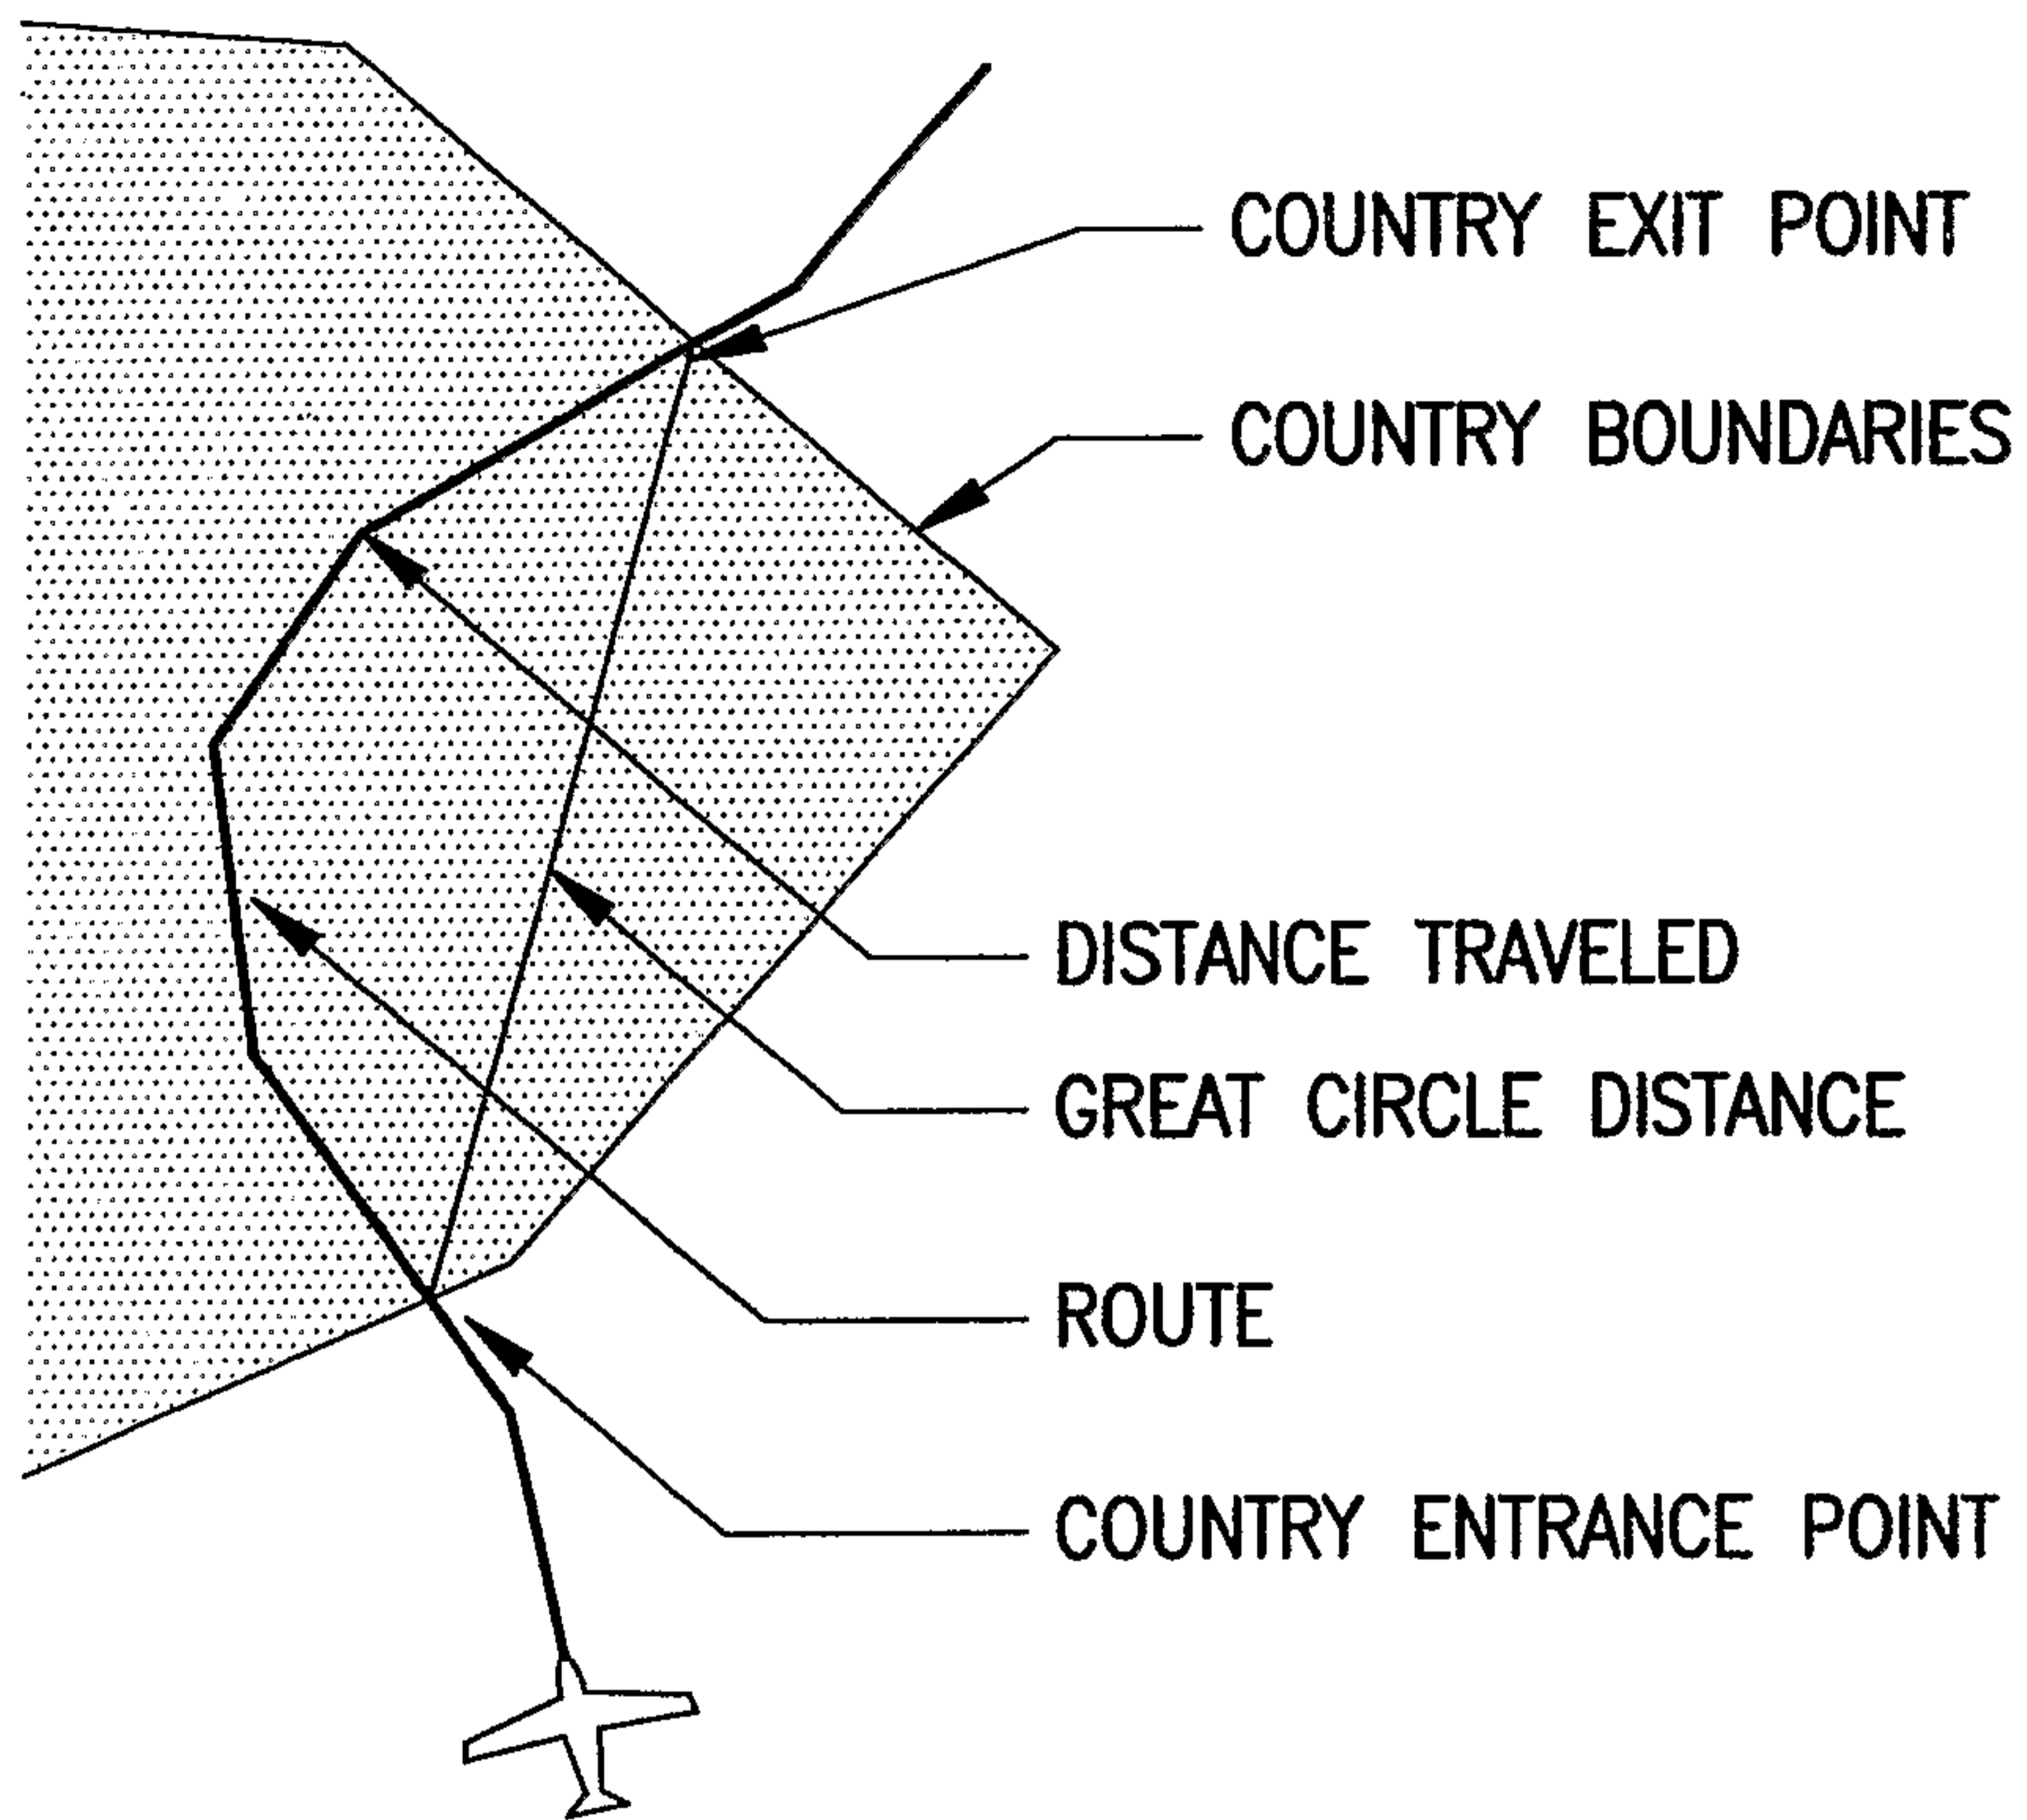 COUNTRY EXIT POINT
COUNTRY BOUNDARIES
DISTANCE TRAVELED
GREAT CIRCLE DISTANCE
ROUTE
COUNTRY ENTRANCE POINT